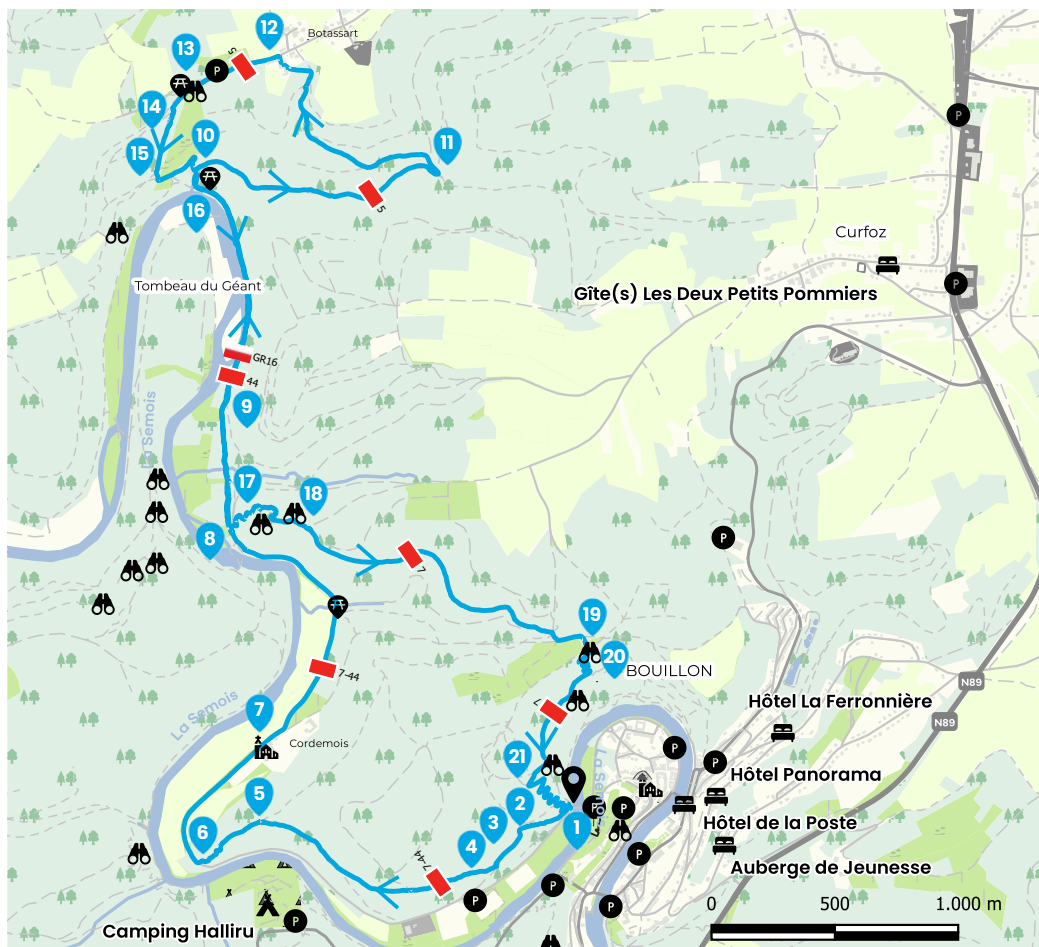 12
Botassart
13
P
5
14
10
15
11
5
P
16
Curfoz
Tombeau du Géant
Gîte(s) Les Deux Petits Pommiers
P
GR16
44
9
La Semois
17
18
8
7
P
19
20
BOUILLON
7-44
N89
7
La Semois
7
Hôtel La Ferronnière
N89
Cordemois
P
21
P
Hôtel Panorama
5
2
P
P
3
1
Hôtel de la Poste
6
4
P
Auberge de Jeunesse
7-44
P
P
P
P
Camping Halliru
0 500 1.000 m